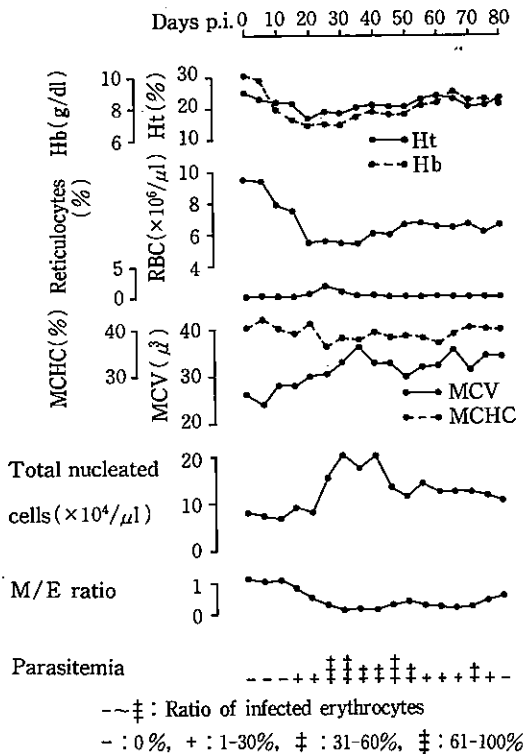 Days p.i. 0 10 20 30 40 50 60 70 80
Hb (g/dl)
10
8
6
Ht (%)
30
20
10
Ht
Hb
Reticulocytes (%)
5
0
RBC (×10⁶/μl)
10
8
6
4
MCHC (%)
40
30
MCV (μ³)
40
30
20
MCV
MCHC
Total nucleated
cells (×10⁴/μl)
20
10
0
M/E ratio
1
0
Parasitemia
−~⧻ : Ratio of infected erythrocytes
− : 0%, + : 1-30%, ‡ : 31-60%, ⧻ : 61-100%